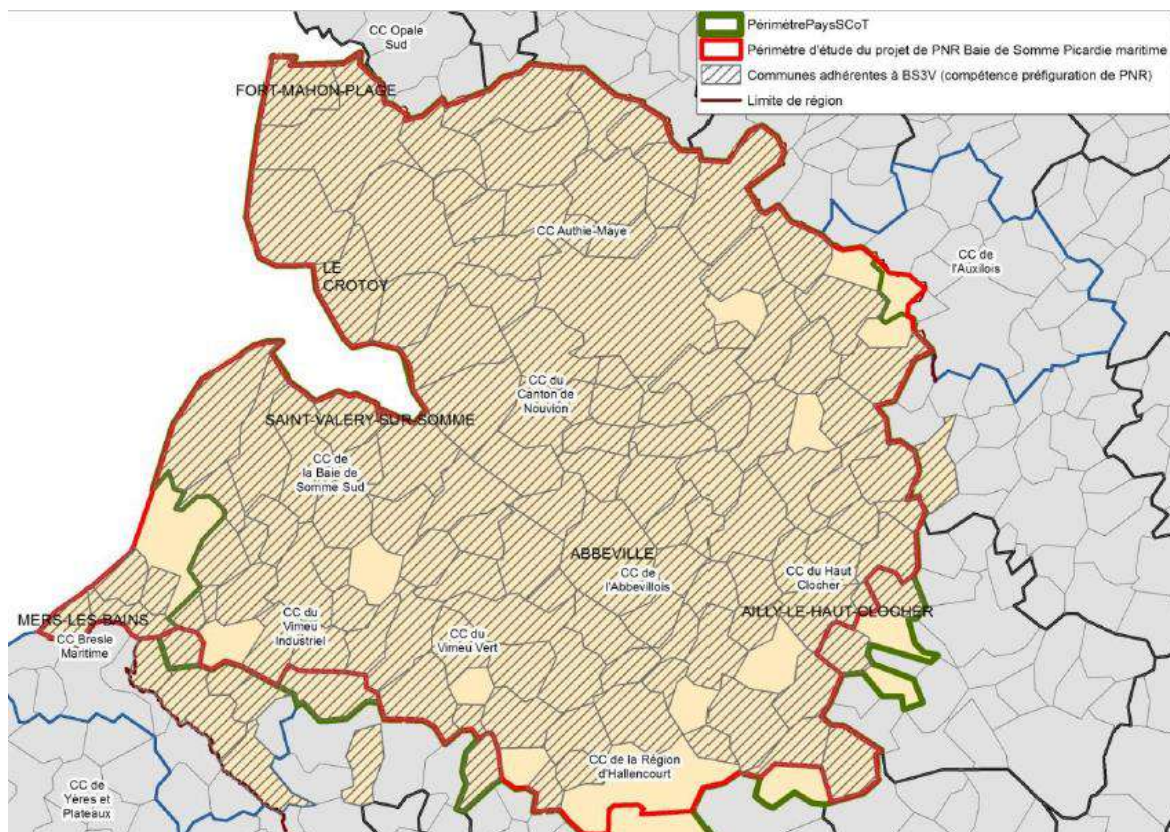 PérimètrePaysSCoT
Périmètre d'étude du projet de PNR Baie de Somme Picardie maritime
Communes adhérentes à BS3V (compétence préfiguration de PNR)
Limite de région
CC Opale
Sud
FORT-MAHON-PLAGE
CC Authie-Maye
CC de
l'Auxilois
LE
CROTOY
CC du
Canton de
Nouvion
SAINT-VALERY-SUR-SOMME
CC de
la Baie de
Somme Sud
ABBEVILLE
CC de
l'Abbevillois
CC du Haut
Clocher
AILLY-LE-HAUT-CLOCHER
MERS-LES-BAINS
CC Bresle
Maritime
CC du
Vimeu
Industriel
CC du
Vimeu Vert
CC de la Région
d'Hallencourt
CC de
Yères et
Plateaux